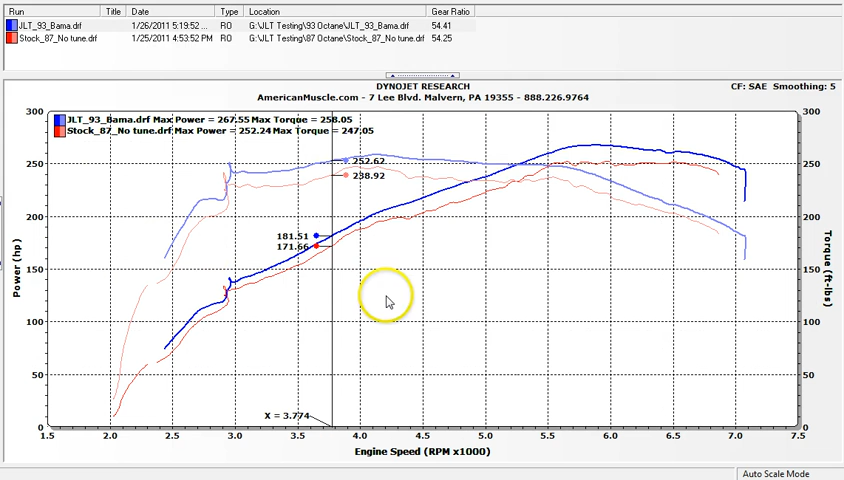 Run Title Date Type RO Location Gear Ratio
JLT_93_Bama.drf 1/26/2011 5:19:52 ... RO G:\JLT Testing\93 Octane\JLT_93_Bama.drf 54.41
Stock_87_No tune.drf 1/25/2011 4:53:52 PM RO G:\JLT Testing\87 Octane\Stock_87_No tune.drf 54.25
DYNOJET RESEARCH
CF: SAE Smoothing: 5
AmericanMuscle.com - 7 Lee Blvd. Malvern, PA 19355 - 888.226.9764
JLT_93_Bama.drf Max Power = 267.55 Max Torque = 258.05
Stock_87_No tune.drf Max Power = 252.24 Max Torque = 247.05
300
250
200
150
100
50
0
Power (hp)
252.62
238.92
181.51
171.66
X = 3.774
300
250
200
150
100
50
0
Torque (ft-lbs)
1.5 2.0 2.5 3.0 3.5 4.0 4.5 5.0 5.5 6.0 6.5 7.0 7.5
Engine Speed (RPM x1000)
Auto Scale Mode